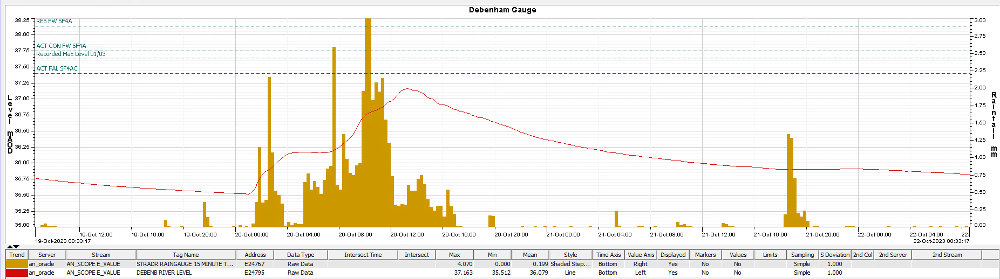 Debenham Gauge
38.25
38.00
37.75
37.50
37.25
37.00
36.75
36.50
36.25
36.00
35.75
35.50
35.25
35.00
Level mAOD
RES FW SF4A
ACT CON FW SF4A
Recorded Max Level 01/03
ACT FAL SF4AC
3.00
2.75
2.50
2.25
2.00
1.75
1.50
1.25
1.00
0.75
0.50
0.25
0.00
Rainfall mm
19-Oct 12:00 19-Oct 16:00 19-Oct 20:00 20-Oct 00:00 20-Oct 04:00 20-Oct 08:00 20-Oct 12:00 20-Oct 16:00 20-Oct 20:00 21-Oct 00:00 21-Oct 04:00 21-Oct 08:00 21-Oct 12:00 21-Oct 16:00 21-Oct 20:00 22-Oct 00:00 22-Oct 04:00 22-
19-Oct-2023 08:33:17 22-Oct-2023 08:33:17
Trend Server Stream Tag Name Address Data Type Intersect Time Intersect Max Min Mean Style Time Axis Value Axis Displayed Markers Values Limits Sampling S Deviation 2nd Col 2nd Server 2nd Stream
an_oracle AN_SCOPE E_VALUE STRADR RAINGAUGE 15 MINUTE T... E24767 Raw Data 4.070 0.000 0.199 Shaded Step... Bottom Right Yes No No Simple 1.000
an_oracle AN_SCOPE E_VALUE DEBENB RIVER LEVEL E24795 Raw Data 37.163 35.512 36.079 Line Bottom Left Yes No No Simple 1.000